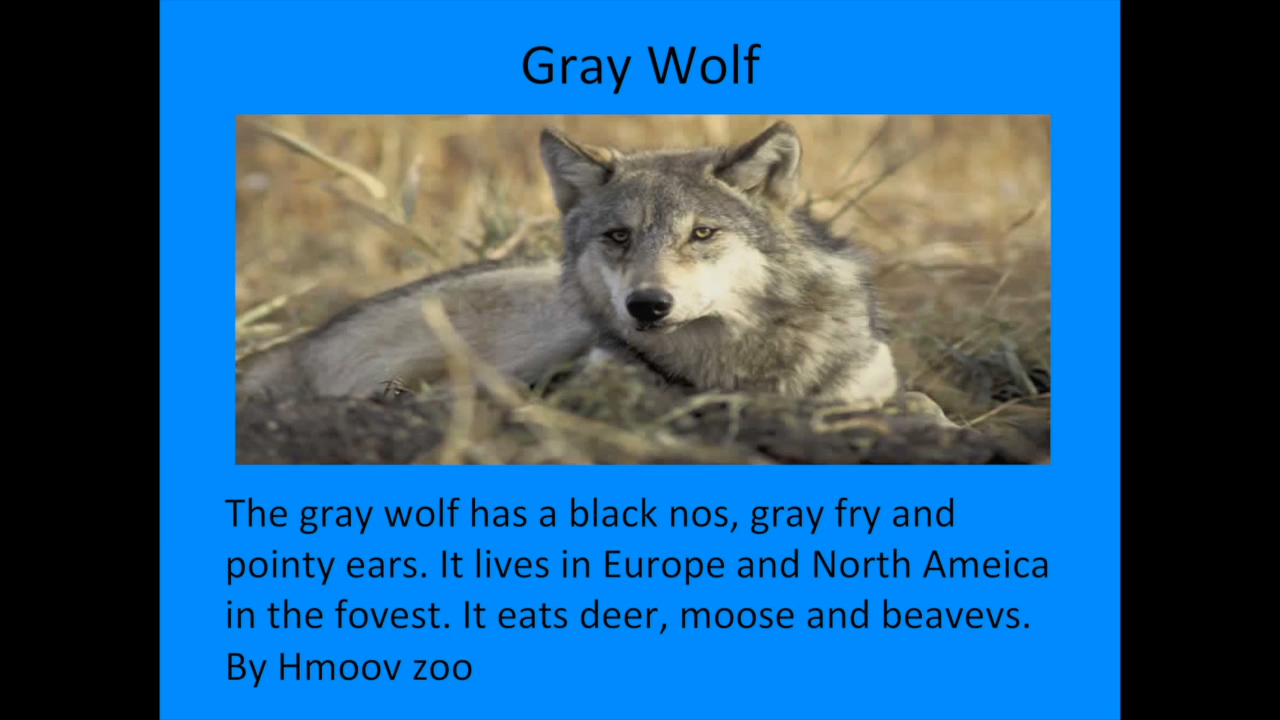 Gray Wolf
The gray wolf has a black nos, gray fry and
pointy ears. It lives in Europe and North Ameica
in the fovest. It eats deer, moose and beavevs.
By Hmoov zoo